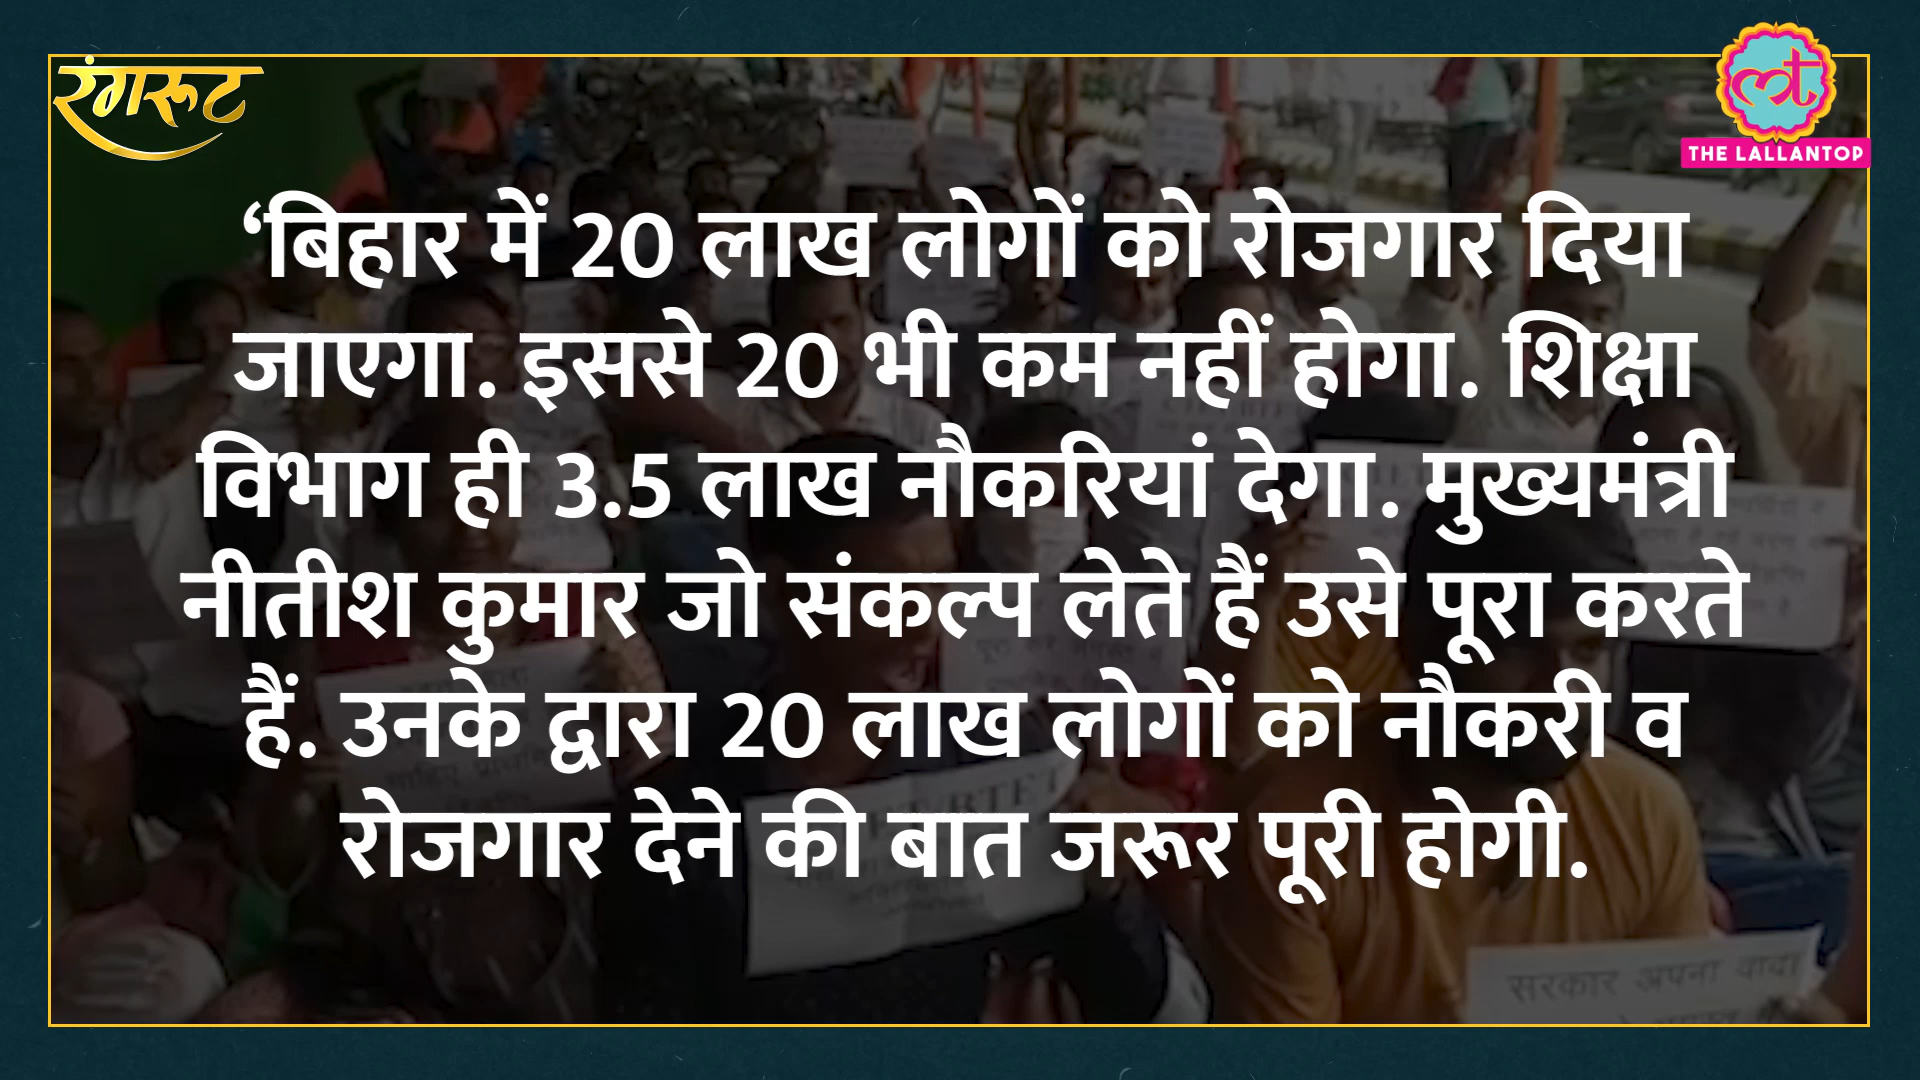 रंगरूट
THE LALLANTOP
‘बिहार में 20 लाख लोगों को रोजगार दिया
जाएगा. इससे 20 भी कम नहीं होगा. शिक्षा
विभाग ही 3.5 लाख नौकरियां देगा. मुख्यमंत्री
नीतीश कुमार जो संकल्प लेते हैं उसे पूरा करते
हैं. उनके द्वारा 20 लाख लोगों को नौकरी व
रोजगार देने की बात जरूर पूरी होगी.
सरकार अपना वादा